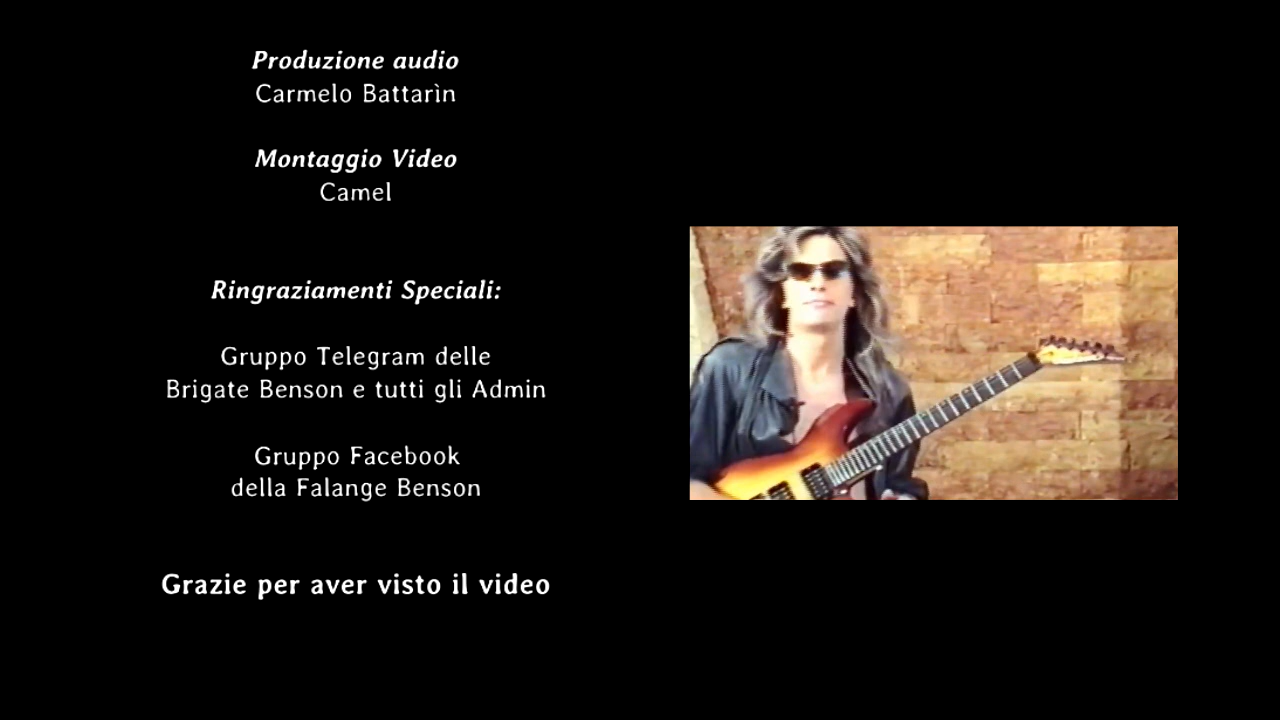 Produzione audio
Carmelo Battarìn
Montaggio Video
Camel
Ringraziamenti Speciali:
Gruppo Telegram delle
Brigate Benson e tutti gli Admin
Gruppo Facebook
della Falange Benson
Grazie per aver visto il video